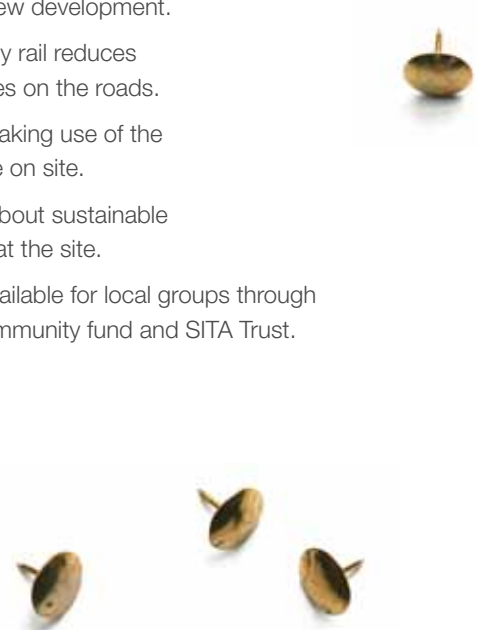 ew development.
y rail reduces
es on the roads.
aking use of the
e on site.
bout sustainable
at the site.
ailable for local groups through
mmunity fund and SITA Trust.